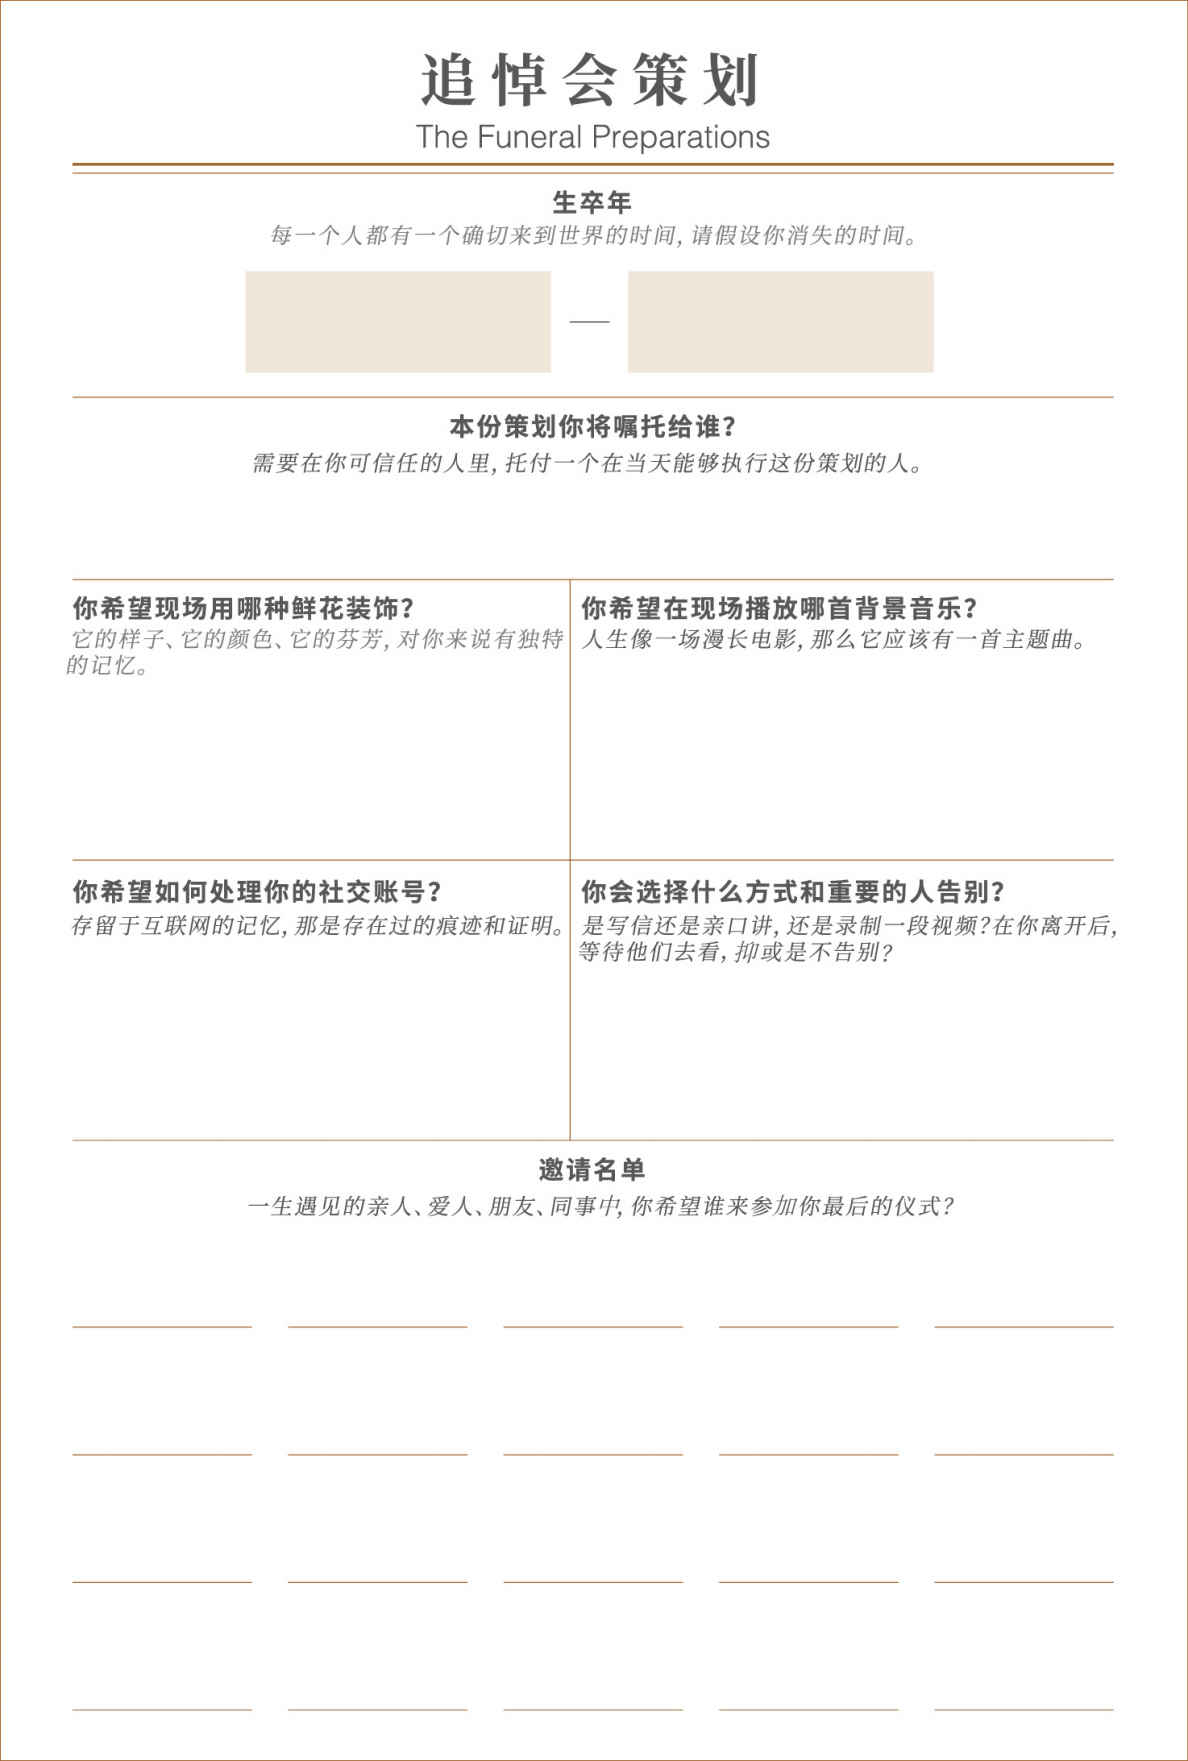 追悼会策划
The Funeral Preparations
生卒年
每一个人都有一个确切来到世界的时间,请假设你消失的时间。
—
本份策划你将嘱托给谁?
需要在你可信任的人里,托付一个在当天能够执行这份策划的人。
你希望现场用哪种鲜花装饰?
它的样子、它的颜色、它的芬芳,对你来说有独特
的记忆。
你希望在现场播放哪首背景音乐?
人生像一场漫长电影,那么它应该有一首主题曲。
你希望如何处理你的社交账号?
存留于互联网的记忆,那是存在过的痕迹和证明。
你会选择什么方式和重要的人告别?
是写信还是亲口讲,还是录制一段视频?在你离开后,
等待他们去看,抑或是不告别?
邀请名单
一生遇见的亲人、爱人、朋友、同事中,你希望谁来参加你最后的仪式?